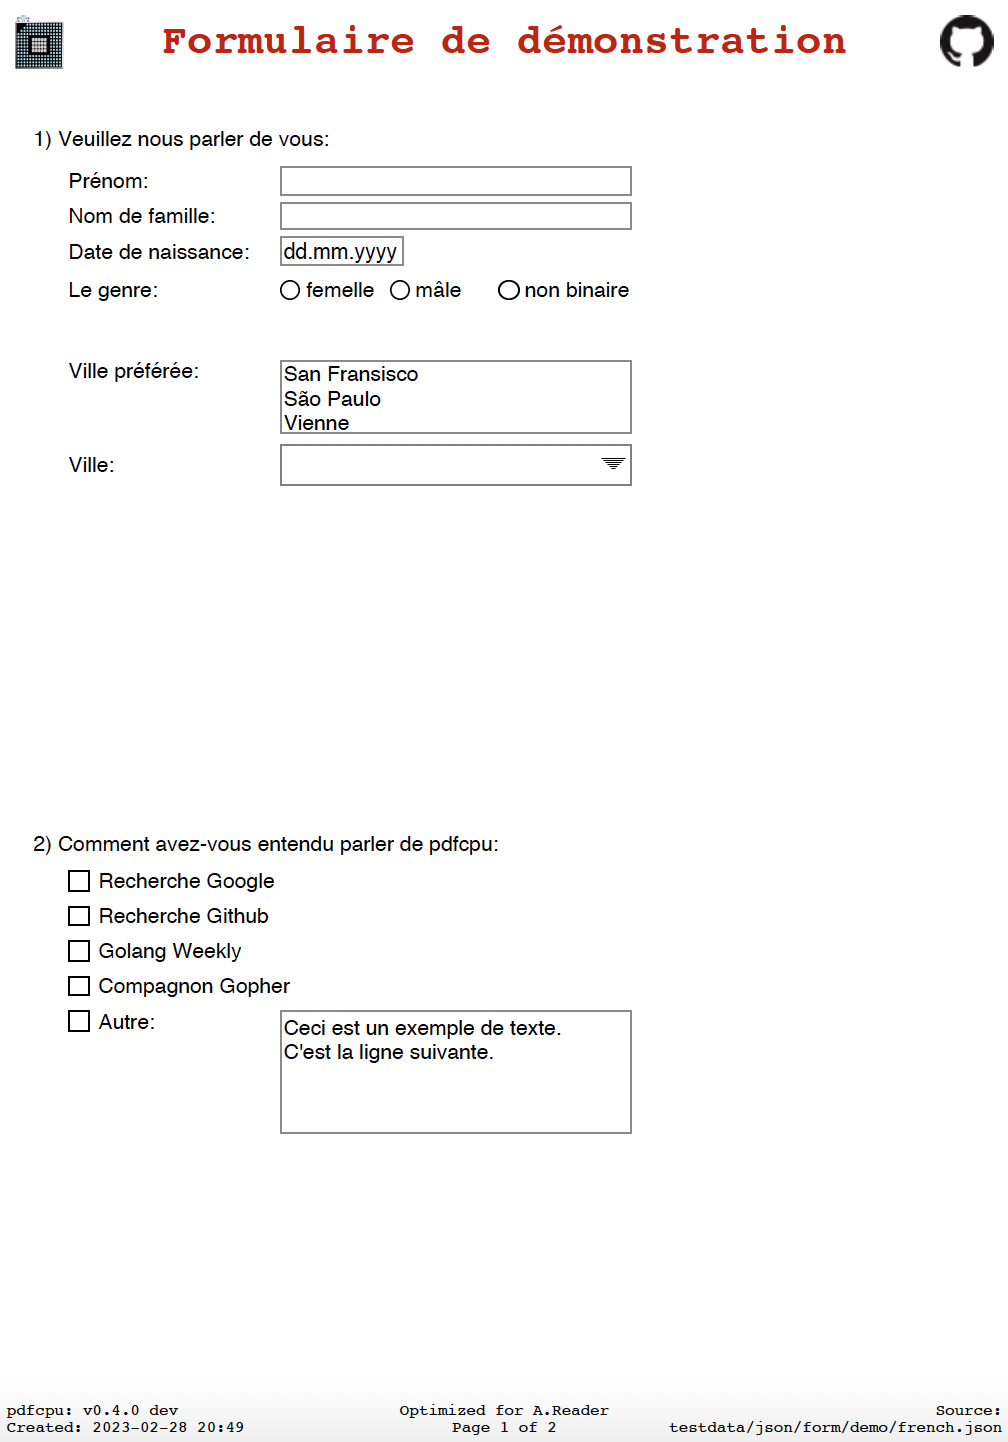 Formulaire de démonstration
1) Veuillez nous parler de vous:
Prénom:
Nom de famille:
Date de naissance: dd.mm.yyyy
Le genre: femelle mâle non binaire
Ville préférée: San Fransisco
São Paulo
Vienne
Ville:
2) Comment avez-vous entendu parler de pdfcpu:
Recherche Google
Recherche Github
Golang Weekly
Compagnon Gopher
Autre: Ceci est un exemple de texte.
C'est la ligne suivante.
pdfcpu: v0.4.0 dev Optimized for A.Reader Source:
Created: 2023-02-28 20:49 Page 1 of 2 testdata/json/form/demo/french.json